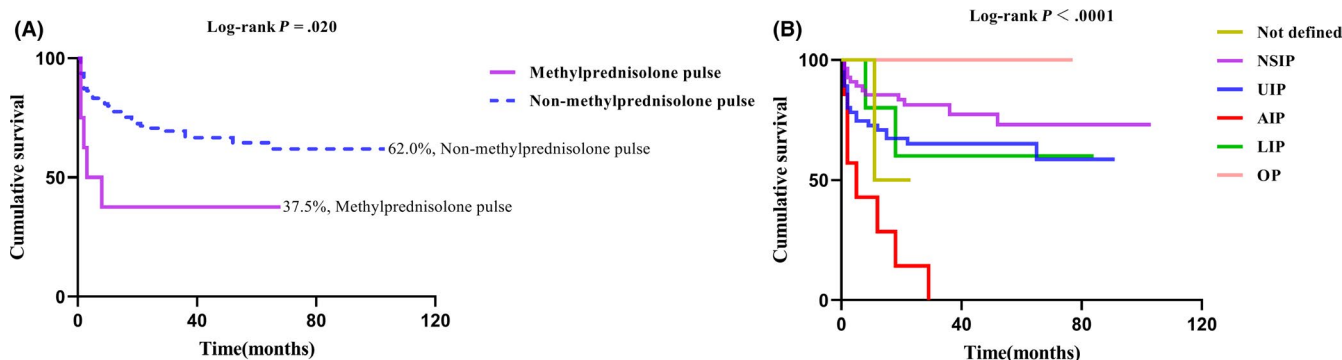 (A)
Log-rank P = .020
100
50
0
0
40
80
120
Cumulative survival
Time(months)
Methylprednisolone pulse
Non-methylprednisolone pulse
62.0%, Non-methylprednisolone pulse
37.5%, Methylprednisolone pulse
(B)
Log-rank P < .0001
100
50
0
0
40
80
120
Cumulative survival
Time(months)
Not defined
NSIP
UIP
AIP
LIP
OP